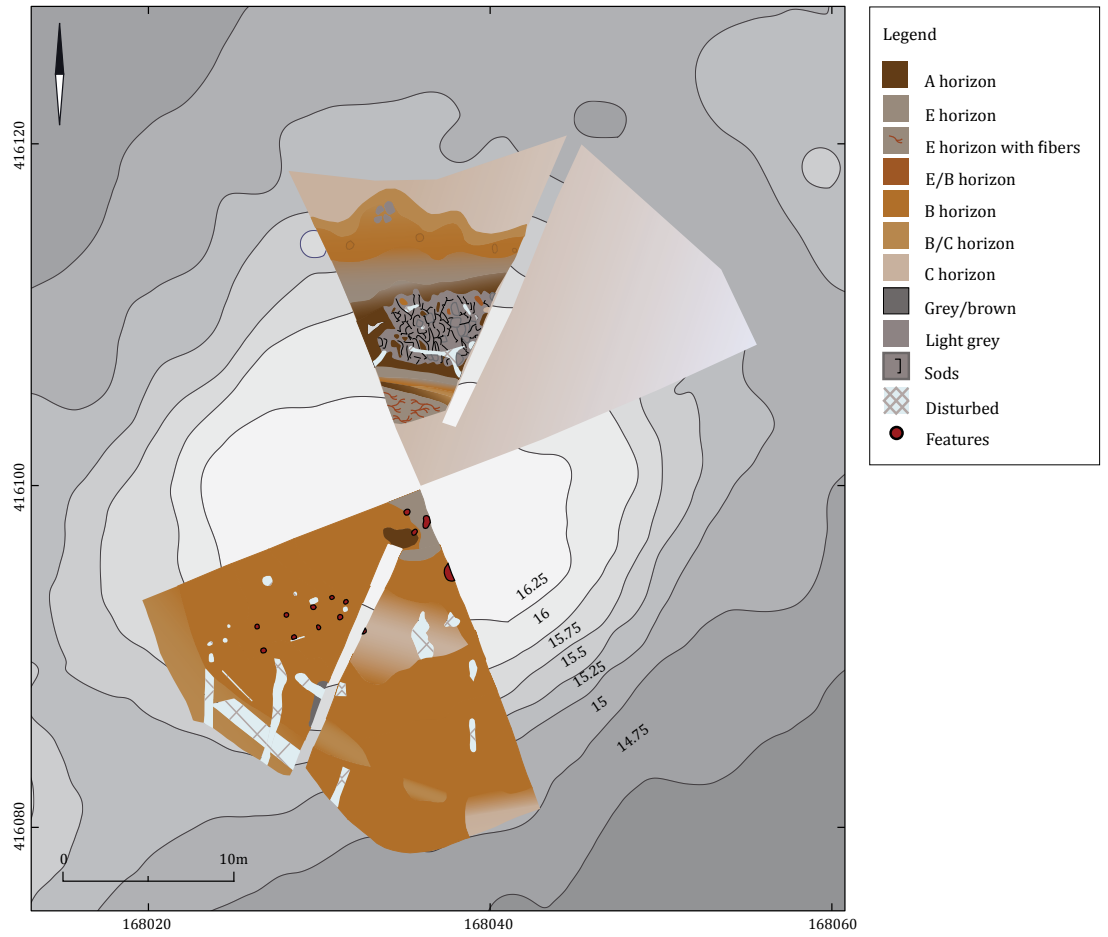 Legend
A horizon
E horizon
E horizon with fibers
E/B horizon
B horizon
B/C horizon
C horizon
Grey/brown
Light grey
Sods
Disturbed
Features
416120
416100
416080
16.25
16
15.75
15.5
15.25
15
14.75
0 10m
168020 168040 168060